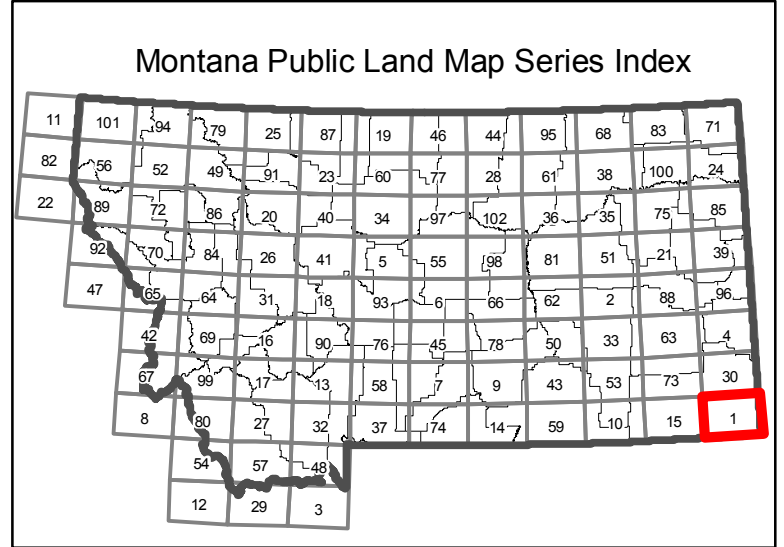 Montana Public Land Map Series Index
11 101 94 79 25 87 19 46 44 95 68 83 71
82 56 52 49 91 23 60 77 28 61 38 100 24
22 89 72 86 20 40 34 97 102 36 35 75 85
92 70 84 26 41 5 55 98 81 51 21 39
47 65 64 31 18 93 6 66 62 2 88 96
42 69 16 90 76 45 78 50 33 63 4
67 99 17 13 58 7 9 43 53 73 30
8 80 27 32 37 74 14 59 10 15 1
54 57 48
12 29 3